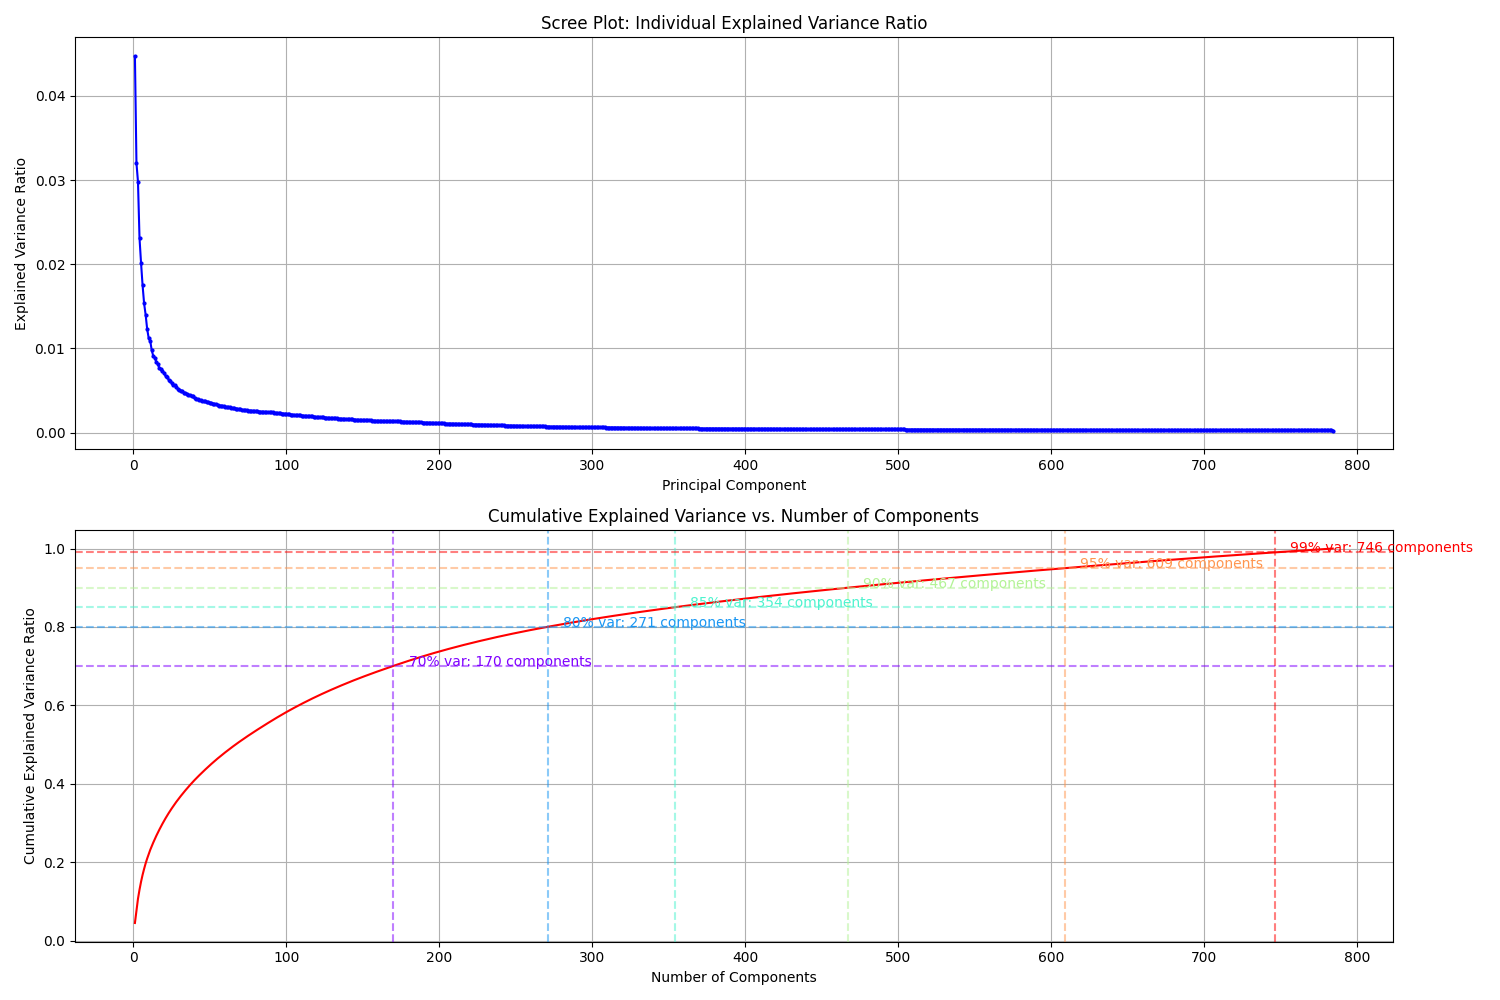 Scree Plot: Individual Explained Variance Ratio
Explained Variance Ratio
0.04
0.03
0.02
0.01
0.00
0 100 200 300 400 500 600 700 800
Principal Component
Cumulative Explained Variance vs. Number of Components
Cumulative Explained Variance Ratio
1.0
0.8
0.6
0.4
0.2
0.0
99% var: 746 components
95% var: 609 components
90% var: 467 components
85% var: 354 components
80% var: 271 components
70% var: 170 components
0 100 200 300 400 500 600 700 800
Number of Components